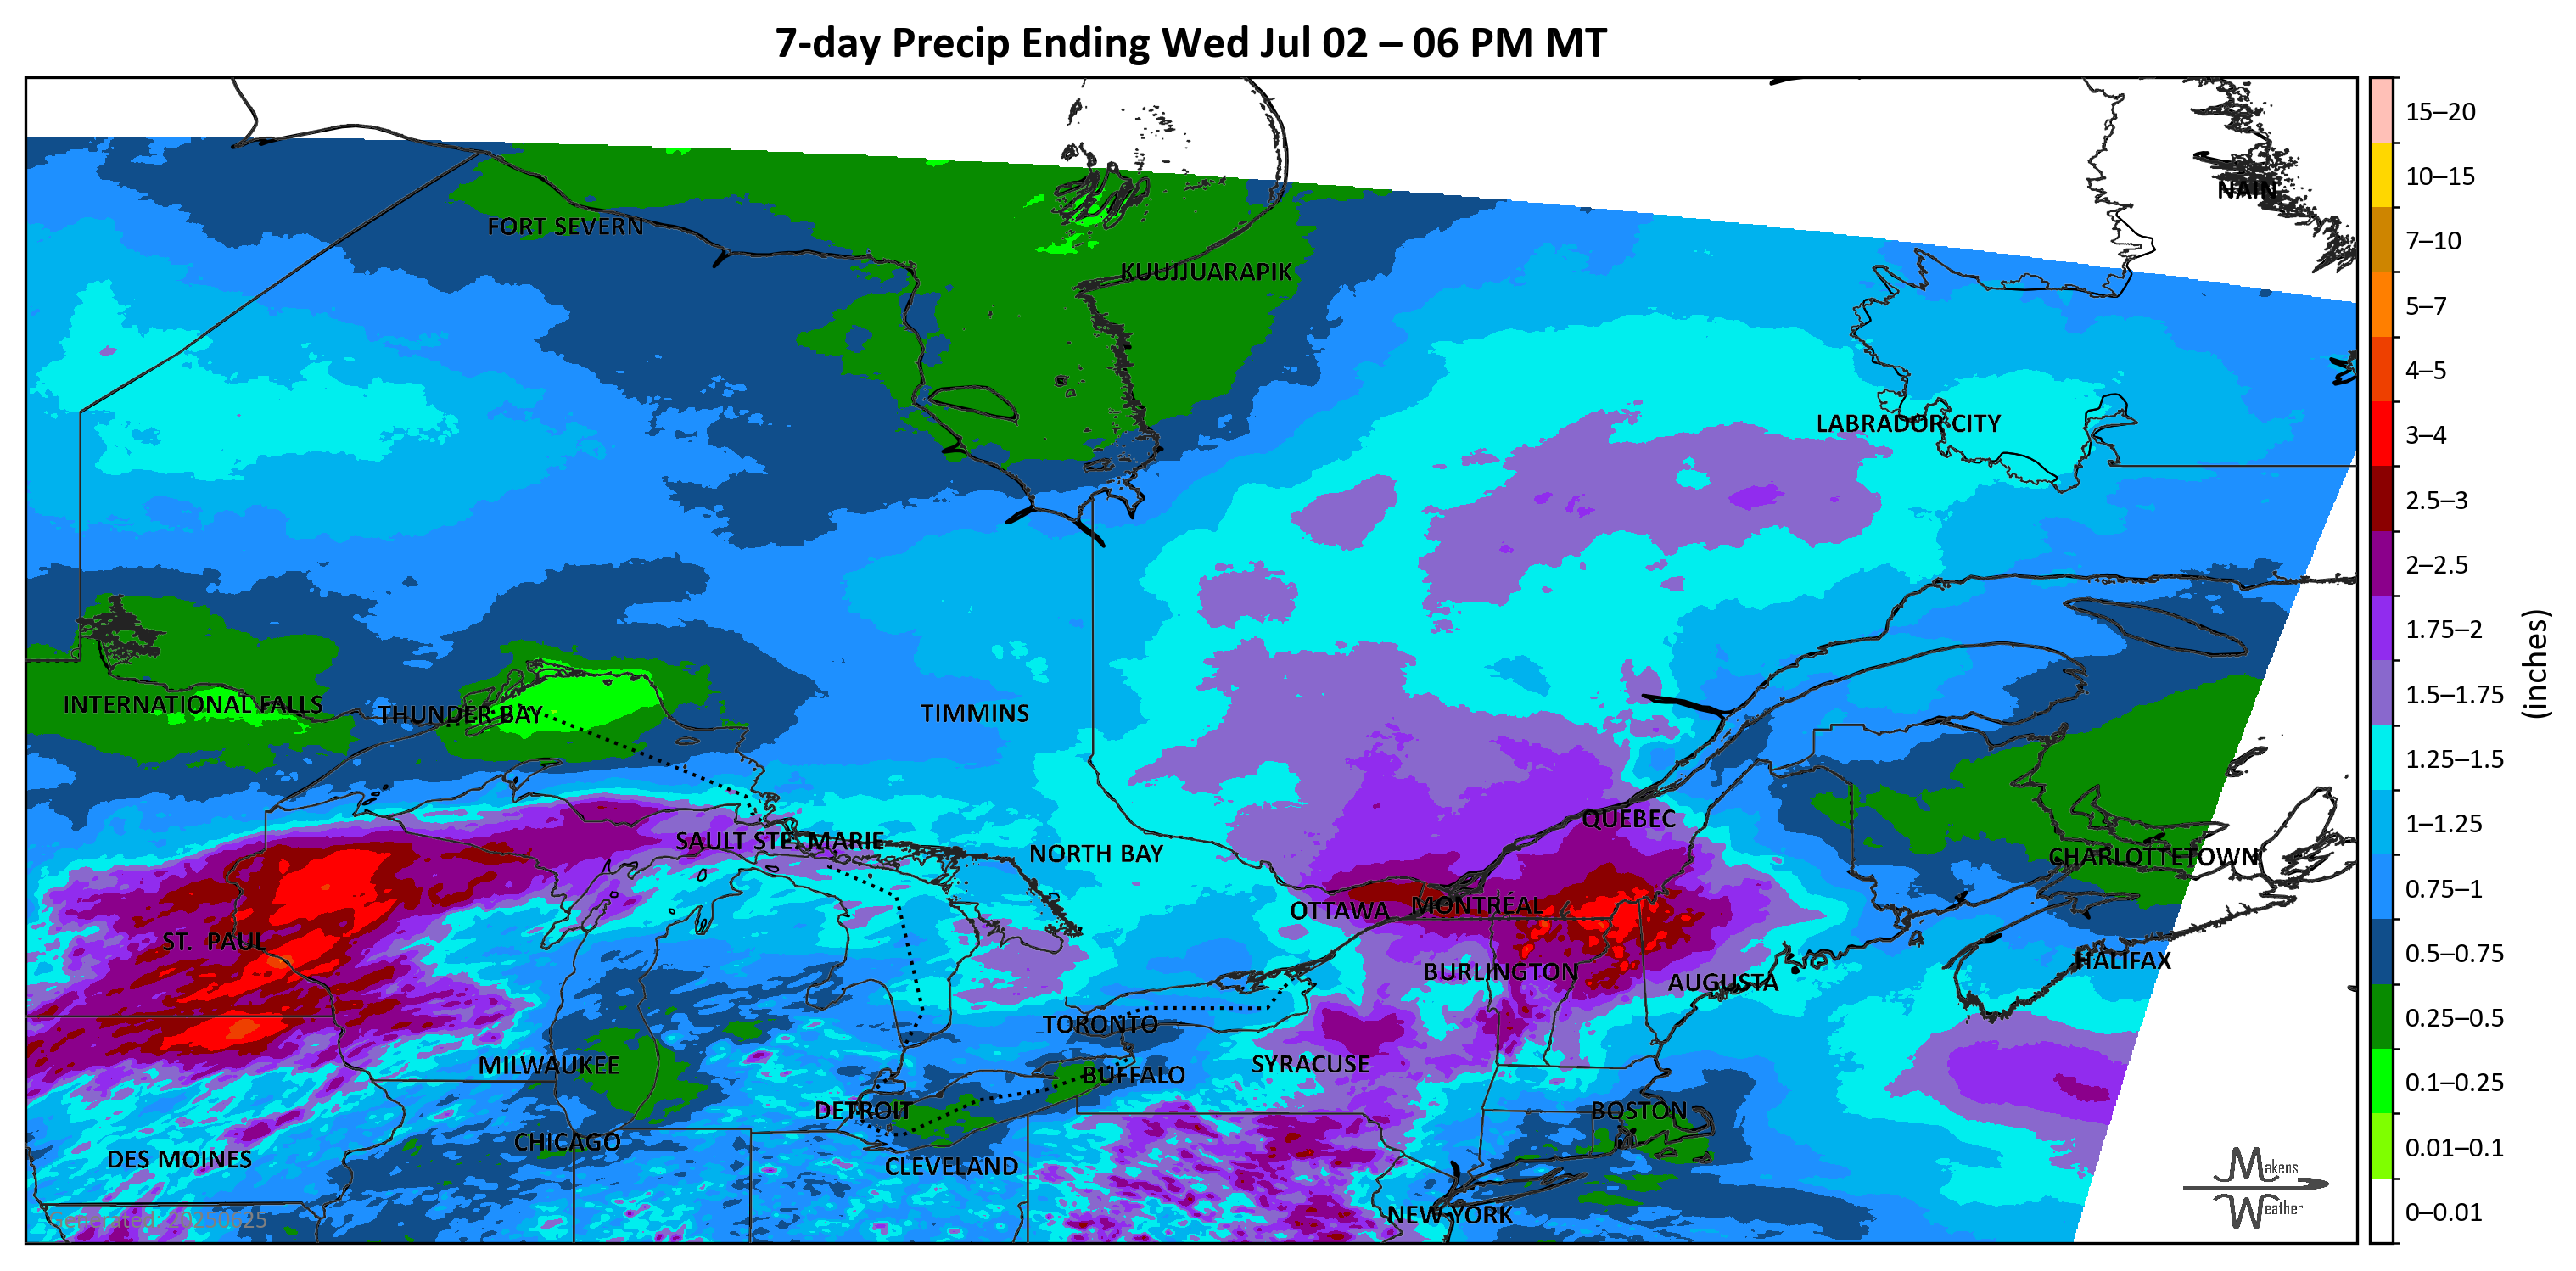 7-day Precip Ending Wed Jul 02 – 06 PM MT
NAIN
FORT SEVERN
KUUJJUARAPIK
LABRADOR CITY
INTERNATIONAL FALLS
THUNDER BAY
TIMMINS
QUEBEC
SAULT STE. MARIE
NORTH BAY
CHARLOTTETOWN
OTTAWA
MONTRÉAL
ST. PAUL
HALIFAX
BURLINGTON
AUGUSTA
TORONTO
MILWAUKEE
SYRACUSE
BUFFALO
DETROIT
BOSTON
CHICAGO
DES MOINES
CLEVELAND
NEW YORK
Generated: 20250625
Makens
Weather
15–20
10–15
7–10
5–7
4–5
3–4
2.5–3
2–2.5
1.75–2
1.5–1.75
1.25–1.5
1–1.25
0.75–1
0.5–0.75
0.25–0.5
0.1–0.25
0.01–0.1
0–0.01
(inches)